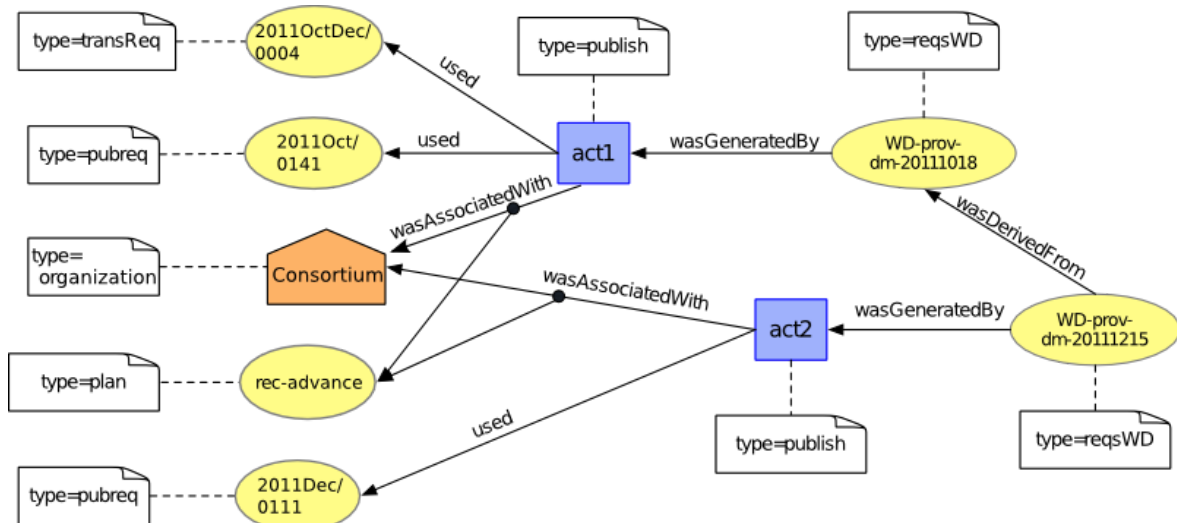 type=transReq
2011OctDec/
0004
type=publish
type=reqsWD
used
type=pubreq
2011Oct/
0141
used
act1
wasGeneratedBy
WD-prov-
dm-20111018
wasAssociatedWith
wasDerivedFrom
type=
organization
Consortium
wasAssociatedWith
act2
wasGeneratedBy
WD-prov-
dm-20111215
type=plan
rec-advance
used
type=publish
type=reqsWD
type=pubreq
2011Dec/
0111